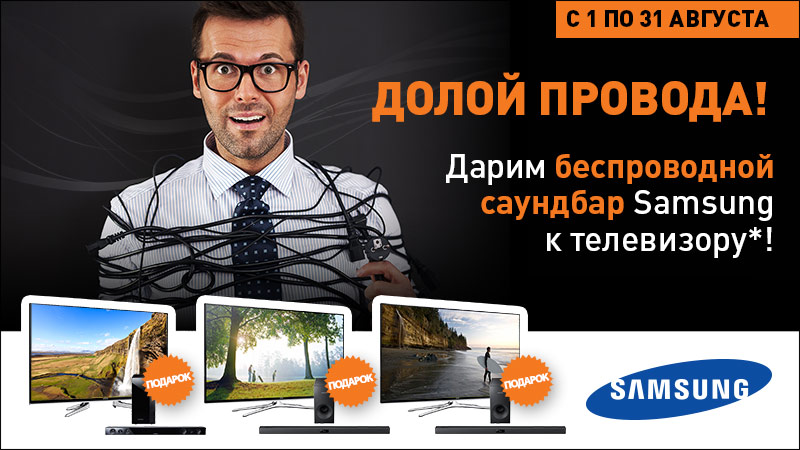 С 1 ПО 31 АВГУСТА
ДОЛОЙ ПРОВОДА!
Дарим беспроводной
саундбар Samsung
к телевизору*!
ПОДАРОК
ПОДАРОК
ПОДАРОК
SAMSUNG